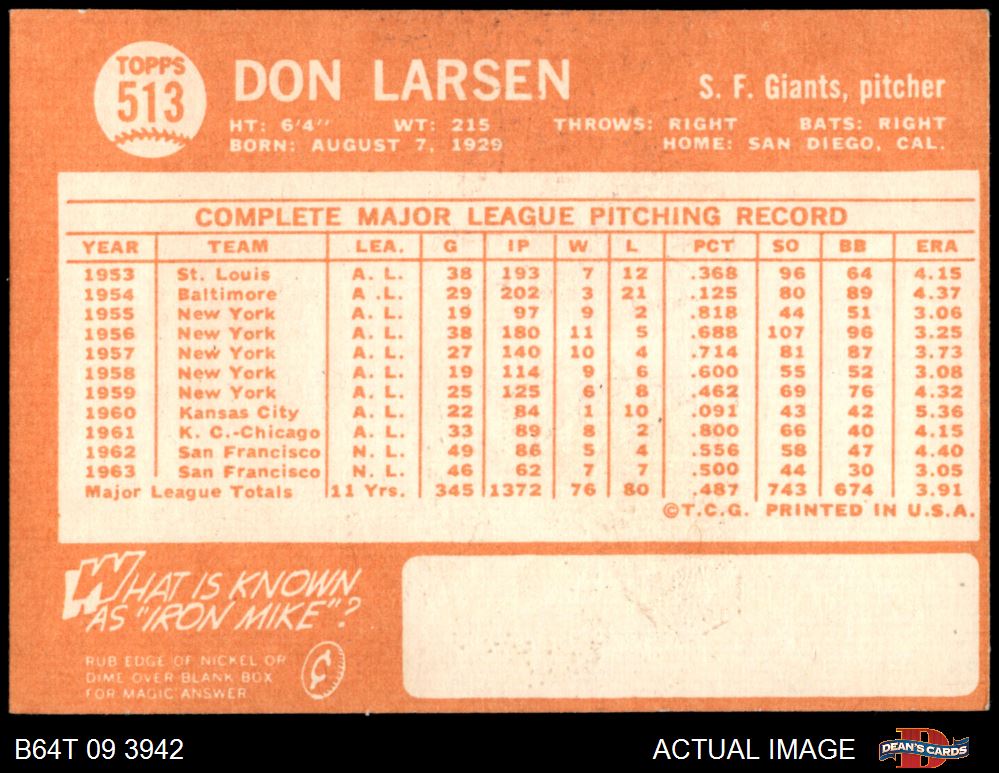 TOPPS
513
DON LARSEN
S. F. Giants, pitcher
HT: 6'4" WT: 215 THROWS: RIGHT BATS: RIGHT
BORN: AUGUST 7, 1929 HOME: SAN DIEGO, CAL.
COMPLETE MAJOR LEAGUE PITCHING RECORD
YEAR TEAM LEA. G IP W L PCT SO BB ERA
1953 St. Louis A. L. 38 193 7 12 .368 96 64 4.15
1954 Baltimore A .L. 29 202 3 21 .125 80 89 4.37
1955 New York A. L. 19 97 9 2 .818 44 51 3.06
1956 New York A. L. 38 180 11 5 .688 107 96 3.25
1957 New York A. L. 27 140 10 4 .714 81 87 3.73
1958 New York A. L. 19 114 9 6 .600 55 52 3.08
1959 New York A. L. 25 125 6 8 .462 69 76 4.32
1960 Kansas City A. L. 22 84 1 10 .091 43 42 5.36
1961 K. C.-Chicago A. L. 33 89 8 2 .800 66 40 4.15
1962 San Francisco N. L. 49 86 5 4 .556 58 47 4.40
1963 San Francisco N. L. 46 62 7 7 .500 44 30 3.05
Major League Totals 11 Yrs. 345 1372 76 80 .487 743 674 3.91
©T.C.G. PRINTED IN U.S.A.
WHAT IS KNOWN
AS "IRON MIKE"?
RUB EDGE OF NICKEL OR
DIME OVER BLANK BOX
FOR MAGIC ANSWER
¢
B64T 09 3942 ACTUAL IMAGE
D
DEAN'S CARDS